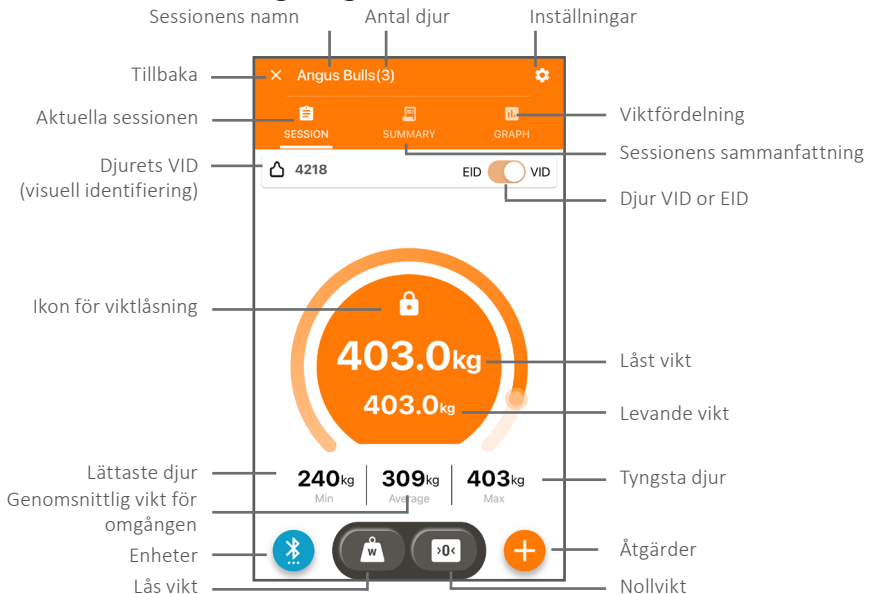 Sessionens namn
Antal djur
Inställningar
Tillbaka
Angus Bulls(3)
Aktuella sessionen
SESSION
SUMMARY
GRAPH
Viktfördelning
Sessionens sammanfattning
Djurets VID
(visuell identifiering)
4218
EID
VID
Djur VID or EID
Ikon för viktlåsning
403.0kg
Låst vikt
403.0kg
Levande vikt
Lättaste djur
240kg
Min
309kg
Average
403kg
Max
Tyngsta djur
Genomsnittlig vikt för
omgången
Enheter
W
>0<
Åtgärder
Lås vikt
Nollvikt